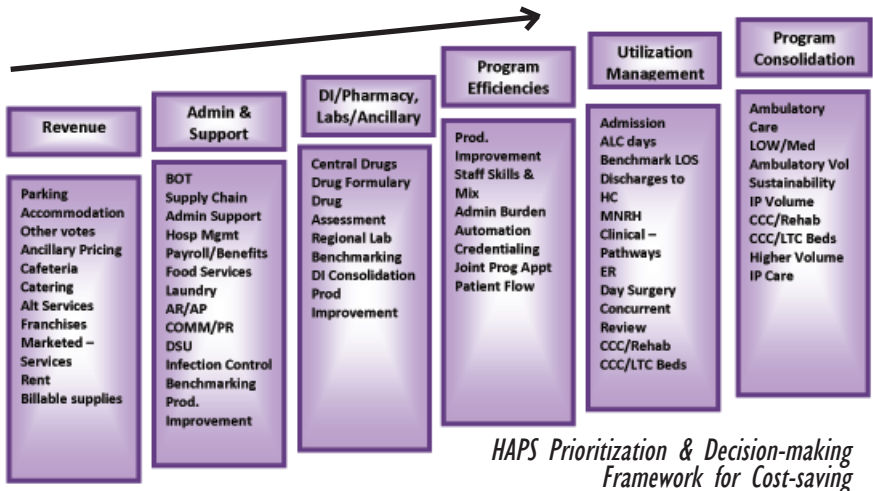 Revenue
Parking
Accommodation
Other votes
Ancillary Pricing
Cafeteria
Catering
Alt Services
Franchises
Marketed –
Services
Rent
Billable supplies
Admin &
Support
BOT
Supply Chain
Admin Support
Hosp Mgmt
Payroll/Benefits
Food Services
Laundry
AR/AP
COMM/PR
DSU
Infection Control
Benchmarking
Prod.
Improvement
DI/Pharmacy,
Labs/Ancillary
Central Drugs
Drug Formulary
Drug
Assessment
Regional Lab
Benchmarking
DI Consolidation
Prod
Improvement
Program
Efficiencies
Prod.
Improvement
Staff Skills &
Mix
Admin Burden
Automation
Credentialing
Joint Prog Appt
Patient Flow
Utilization
Management
Admission
ALC days
Benchmark LOS
Discharges to
HC
MNRH
Clinical –
Pathways
ER
Day Surgery
Concurrent
Review
CCC/Rehab
CCC/LTC Beds
Program
Consolidation
Ambulatory
Care
LOW/Med
Ambulatory Vol
Sustainability
IP Volume
CCC/Rehab
CCC/LTC Beds
Higher Volume
IP Care
HAPS Prioritization & Decision-making
Framework for Cost-saving